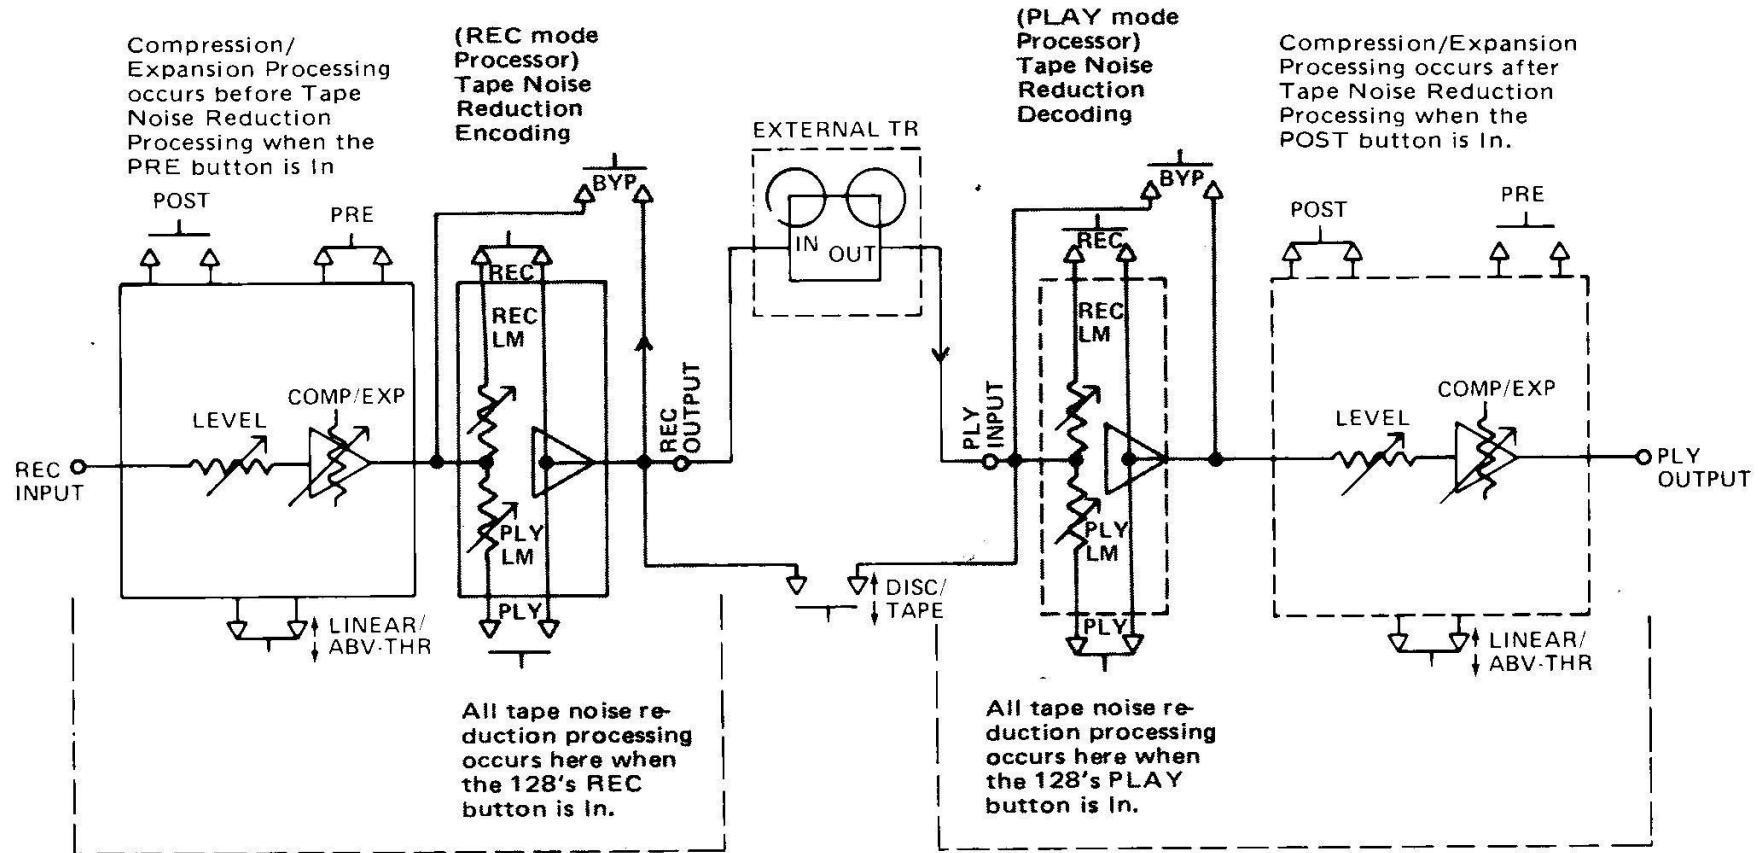 Compression/
Expansion Processing
occurs before Tape
Noise Reduction
Processing when the
PRE button is In
(REC mode
Processor)
Tape Noise
Reduction
Encoding
(PLAY mode
Processor)
Tape Noise
Reduction
Decoding
Compression/Expansion
Processing occurs after
Tape Noise Reduction
Processing when the
POST button is In.
EXTERNAL TR
IN
OUT
POST
PRE
BYP
REC
REC
LM
PLY
LM
PLY
LEVEL
COMP/EXP
REC
INPUT
REC
OUTPUT
LINEAR/
ABV-THR
DISC/
TAPE
PLY
INPUT
BYP
REC
REC
LM
PLY
LM
PLY
POST
PRE
LEVEL
COMP/EXP
PLY
OUTPUT
LINEAR/
ABV-THR
All tape noise re-
duction processing
occurs here when
the 128's REC
button is In.
All tape noise re-
duction processing
occurs here when
the 128's PLAY
button is In.